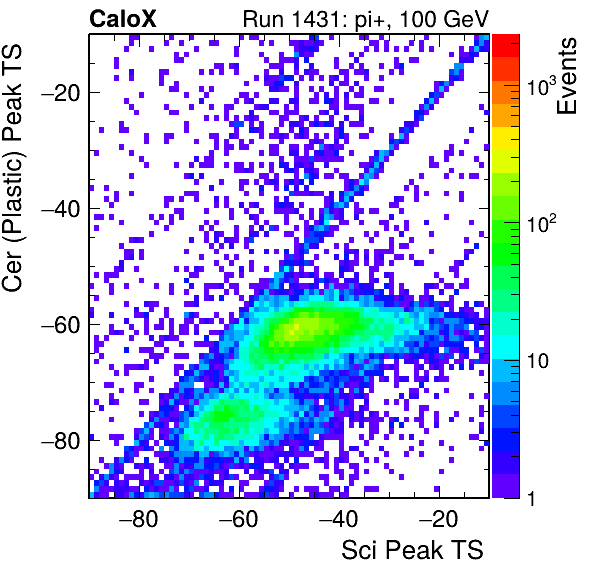 CaloX Run 1431: pi+, 100 GeV
Cer (Plastic) Peak TS
−20
−40
−60
−80
−80 −60 −40 −20
Sci Peak TS
Events
10³
10²
10
1